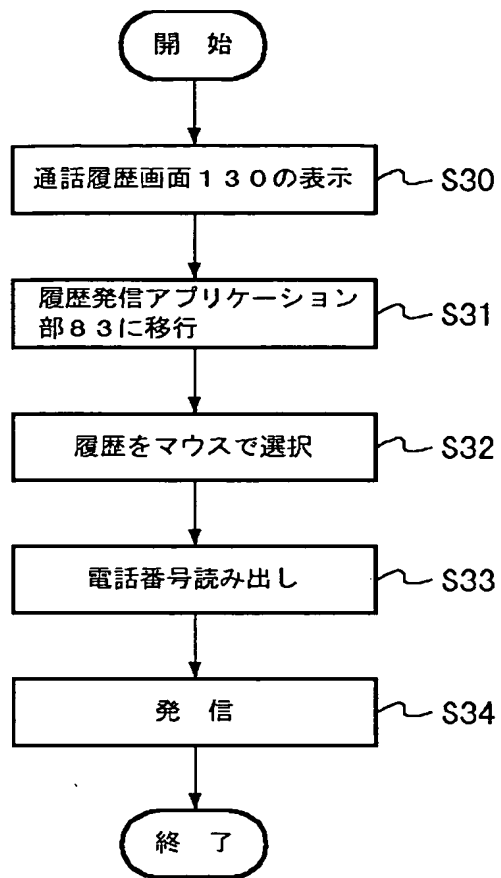 開　始
通話履歴画面１３０の表示
S30
履歴発信アプリケーション
部８３に移行
S31
履歴をマウスで選択
S32
電話番号読み出し
S33
発　信
S34
終　了